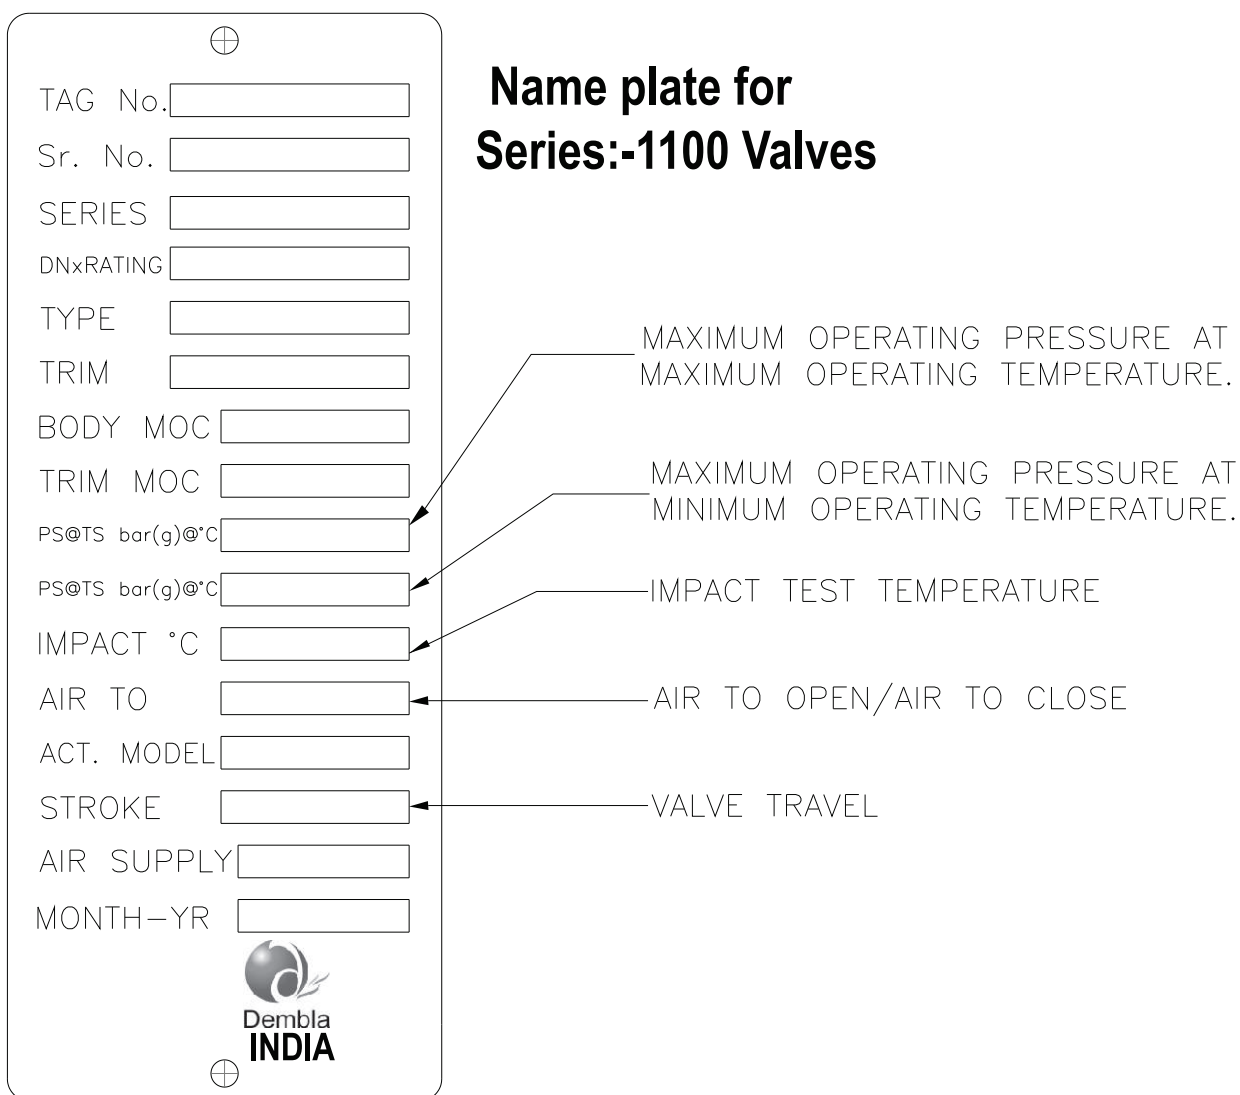 Name plate for
Series:-1100 Valves
TAG No.
Sr. No.
SERIES
DNxRATING
TYPE
TRIM
BODY MOC
TRIM MOC
PS@TS bar(g)@°C
PS@TS bar(g)@°C
IMPACT °C
AIR TO
ACT. MODEL
STROKE
AIR SUPPLY
MONTH-YR
Dembla
INDIA
MAXIMUM OPERATING PRESSURE AT
MAXIMUM OPERATING TEMPERATURE.
MAXIMUM OPERATING PRESSURE AT
MINIMUM OPERATING TEMPERATURE.
IMPACT TEST TEMPERATURE
AIR TO OPEN/AIR TO CLOSE
VALVE TRAVEL